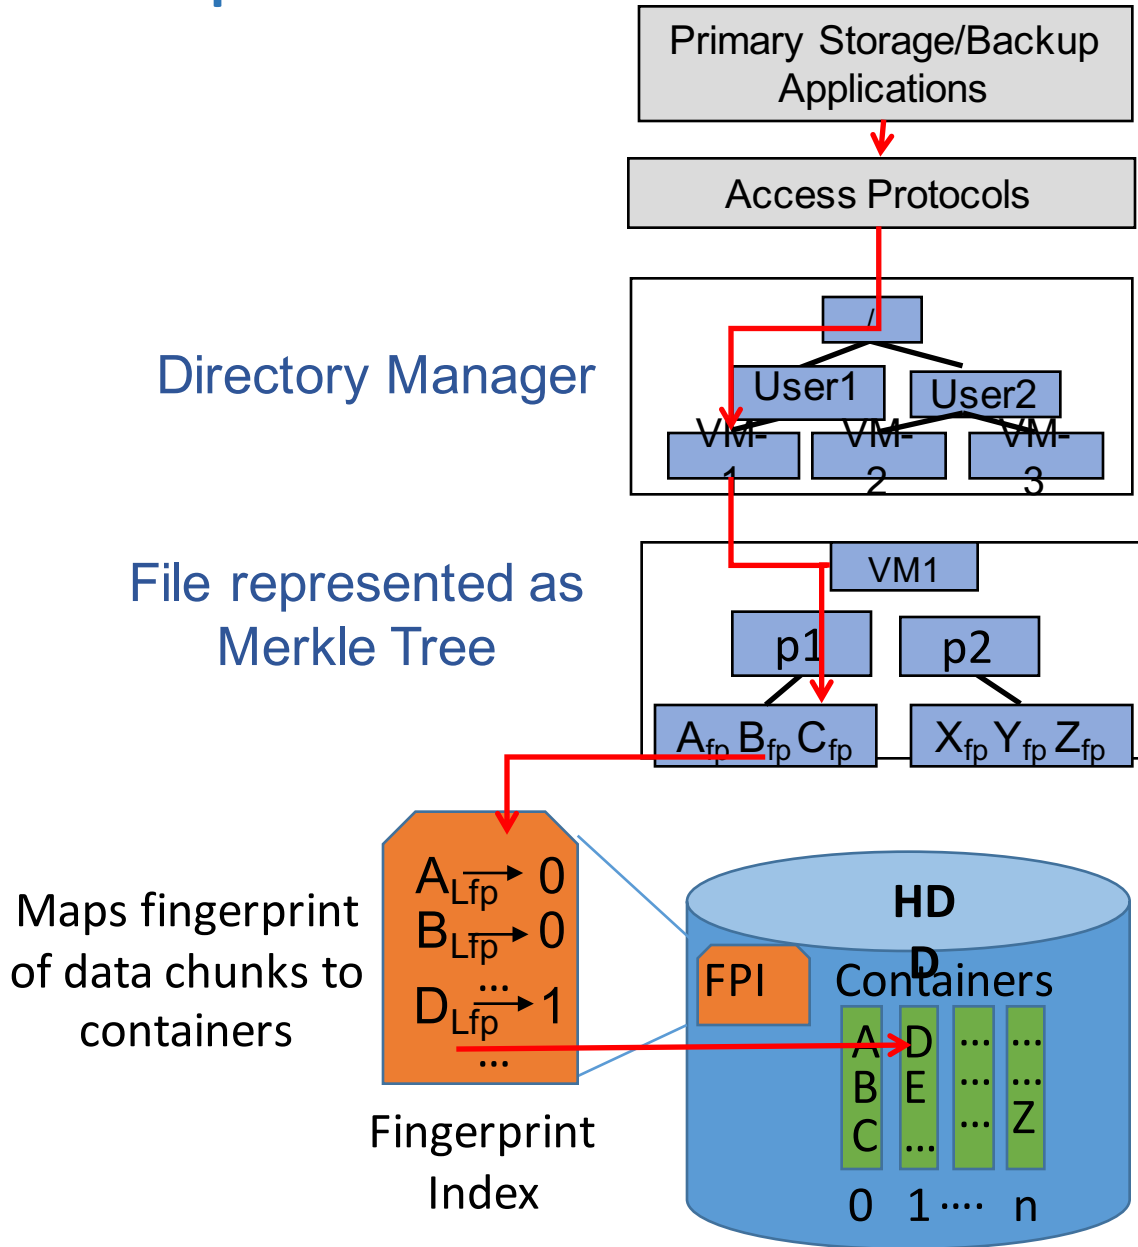 Primary Storage/Backup
Applications
Access Protocols
Directory Manager
/
User1
User2
VM-
1
VM-
2
VM-
3
File represented as
Merkle Tree
VM1
p1
p2
Afp Bfp Cfp
Xfp Yfp Zfp
Maps fingerprint
of data chunks to
containers
ALfp → 0
BLfp → 0
...
DLfp → 1
...
Fingerprint
Index
HD
D
FPI
Containers
A D ... ...
B E ... ...
C ... ... Z
0 1 .... n